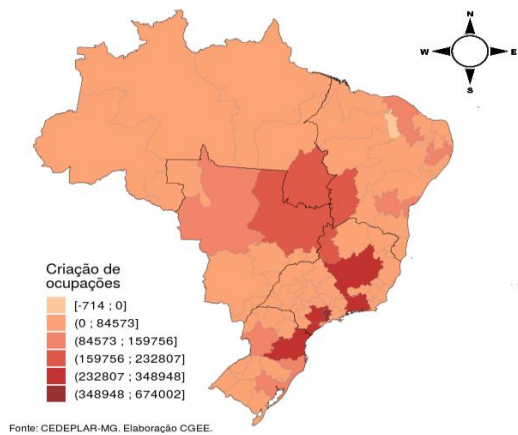 N
W E
S
Criação de
ocupações
[-714 ; 0]
(0 ; 84573]
(84573 ; 159756]
(159756 ; 232807]
(232807 ; 348948]
(348948 ; 674002]
Fonte: CEDEPLAR-MG. Elaboração CGEE.